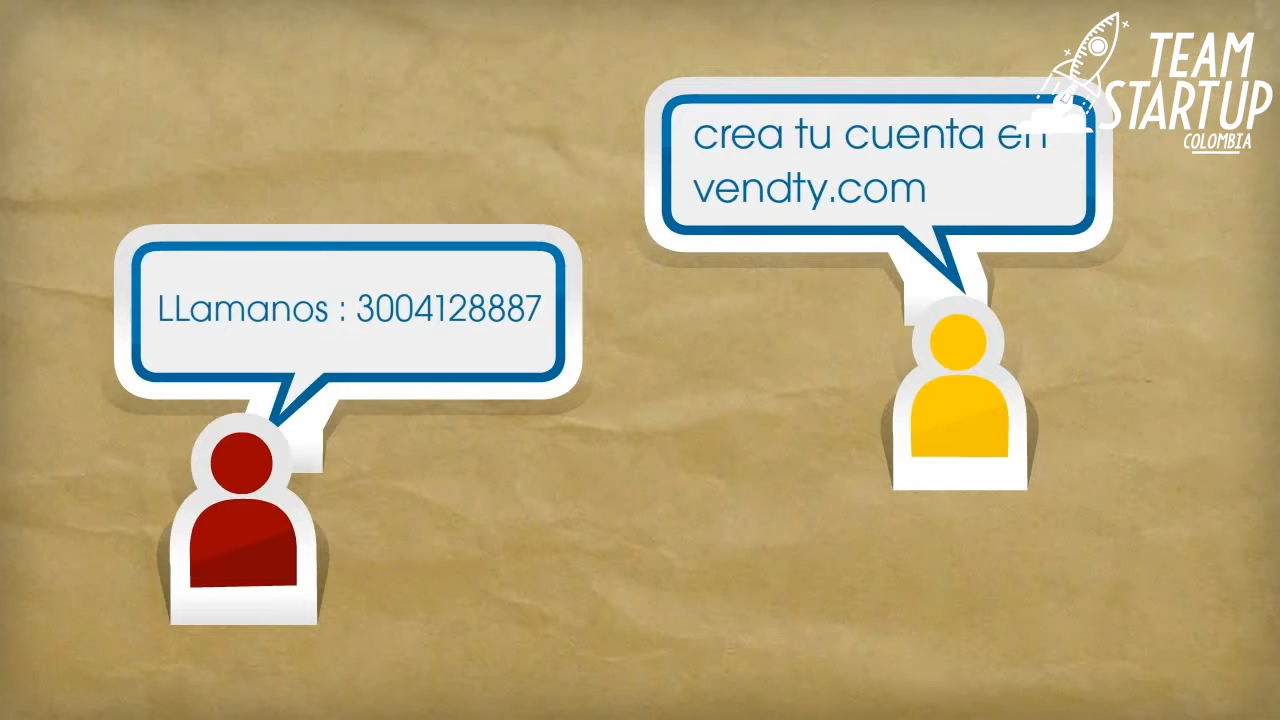 LLamanos : 3004128887
crea tu cuenta en
vendty.com
TEAM
STARTUP
COLOMBIA